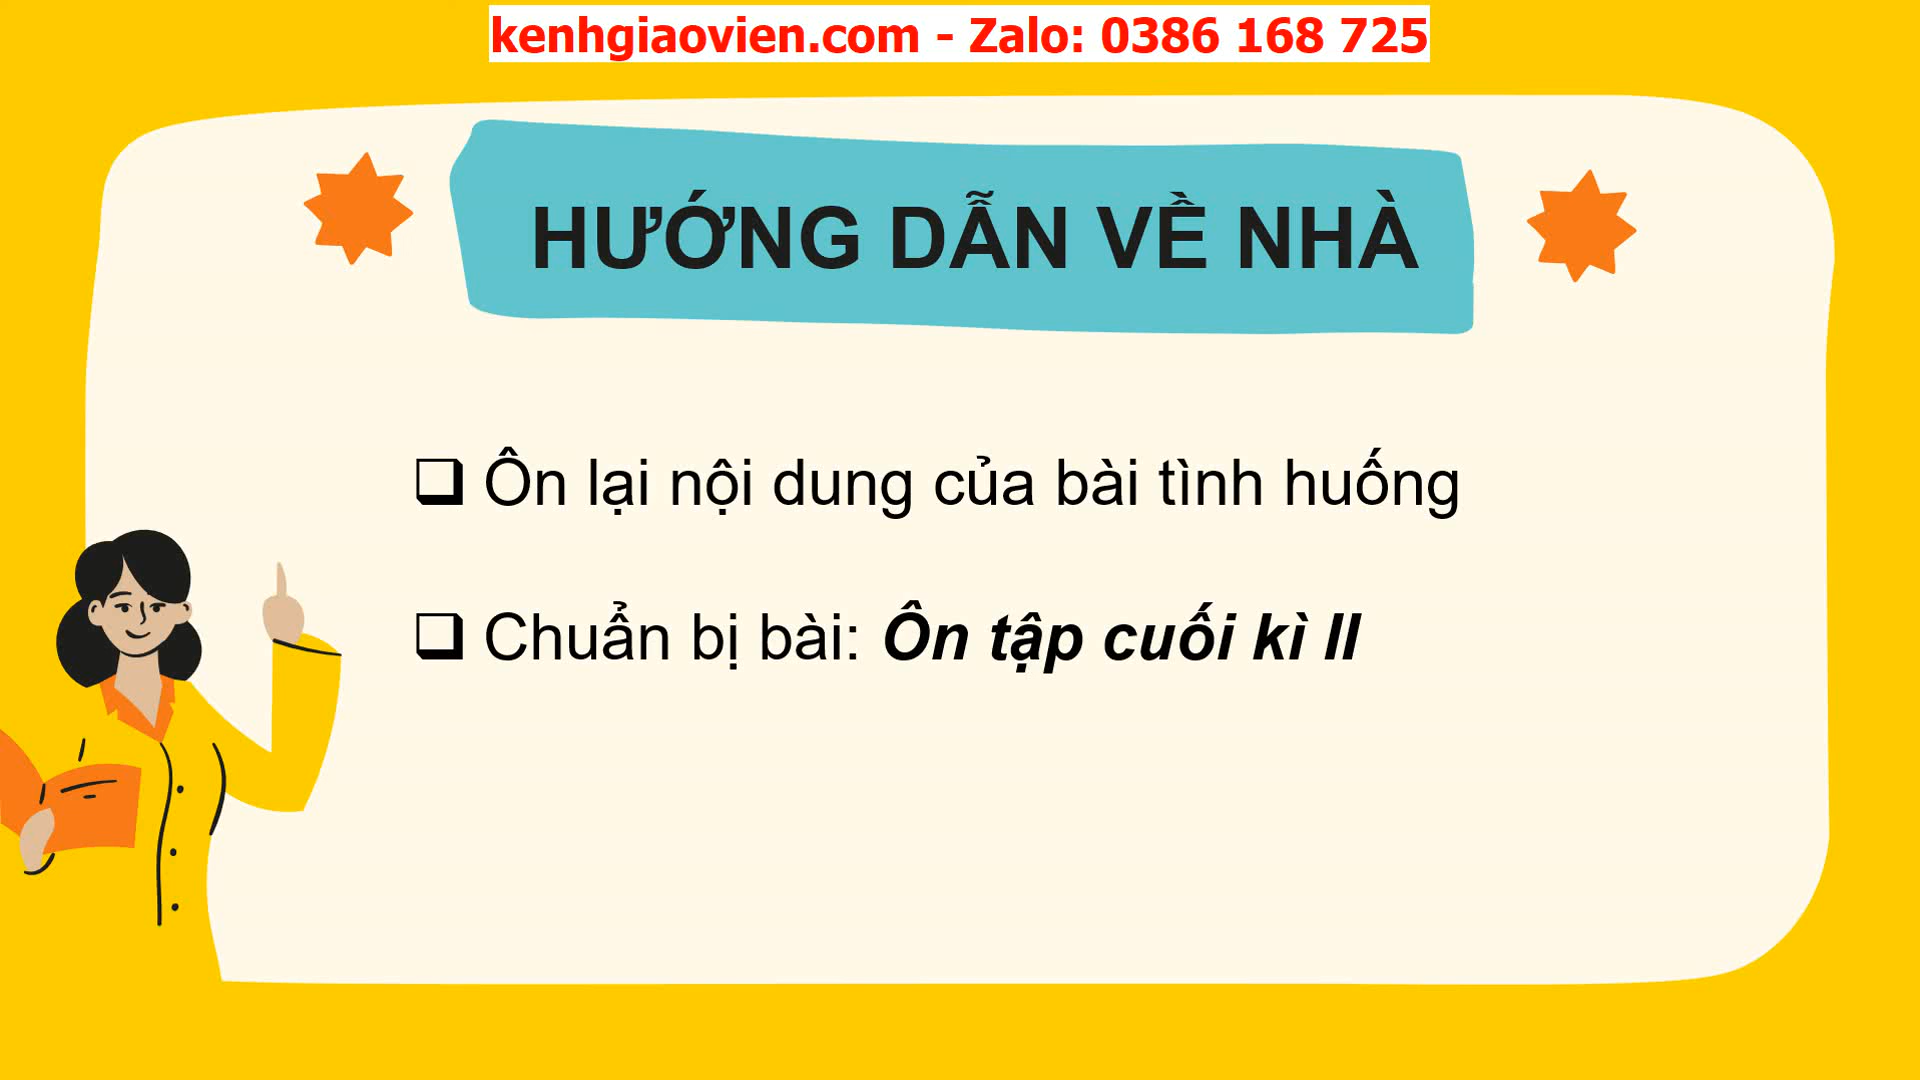 kenhgiaovien.com - Zalo: 0386 168 725
HƯỚNG DẪN VỀ NHÀ
Ôn lại nội dung của bài tình huống
Chuẩn bị bài: Ôn tập cuối kì II